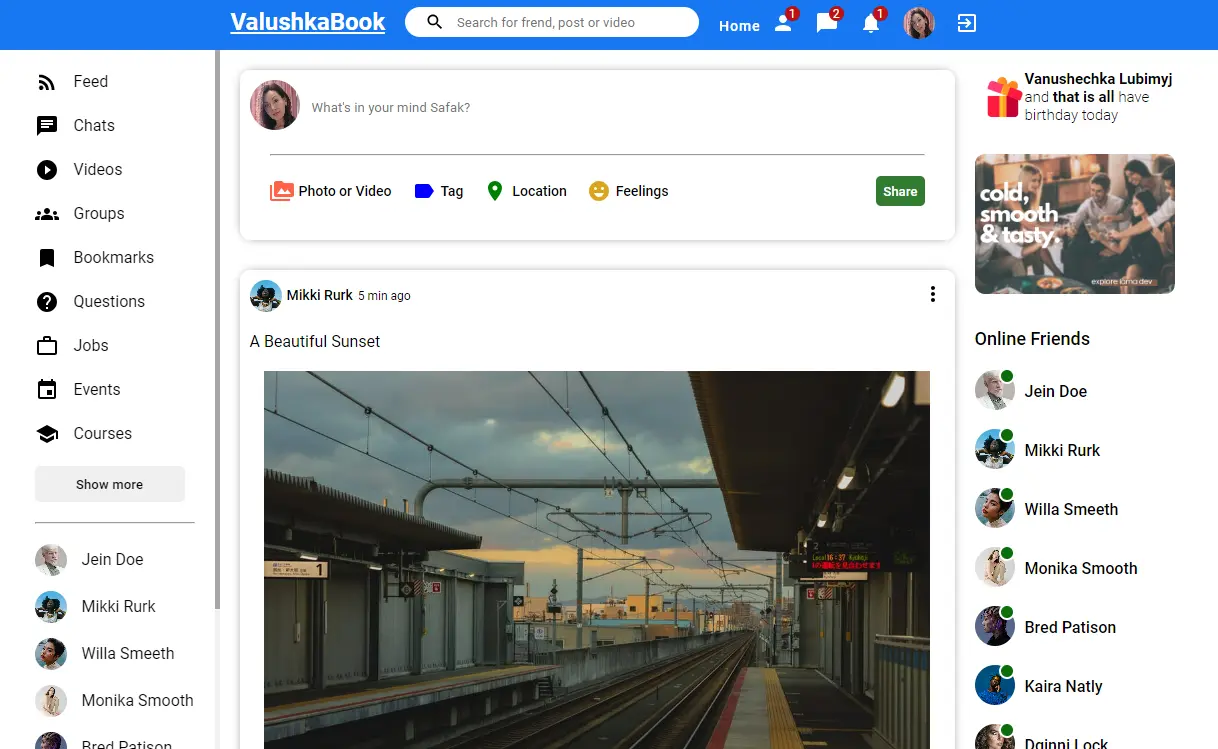 ValushkaBook
Search for frend, post or video
Home
1
2
1
Feed
Chats
Videos
Groups
Bookmarks
Questions
Jobs
Events
Courses
Show more
Jein Doe
Mikki Rurk
Willa Smeeth
Monika Smooth
Bred Patison
What's in your mind Safak?
Photo or Video
Tag
Location
Feelings
Share
Mikki Rurk 5 min ago
A Beautiful Sunset
1
2
Local 16:37
Vanushechka Lubimyj
and that is all have
birthday today
cold,
smooth
& tasty.
explore lama.dev
Online Friends
Jein Doe
Mikki Rurk
Willa Smeeth
Monika Smooth
Bred Patison
Kaira Natly